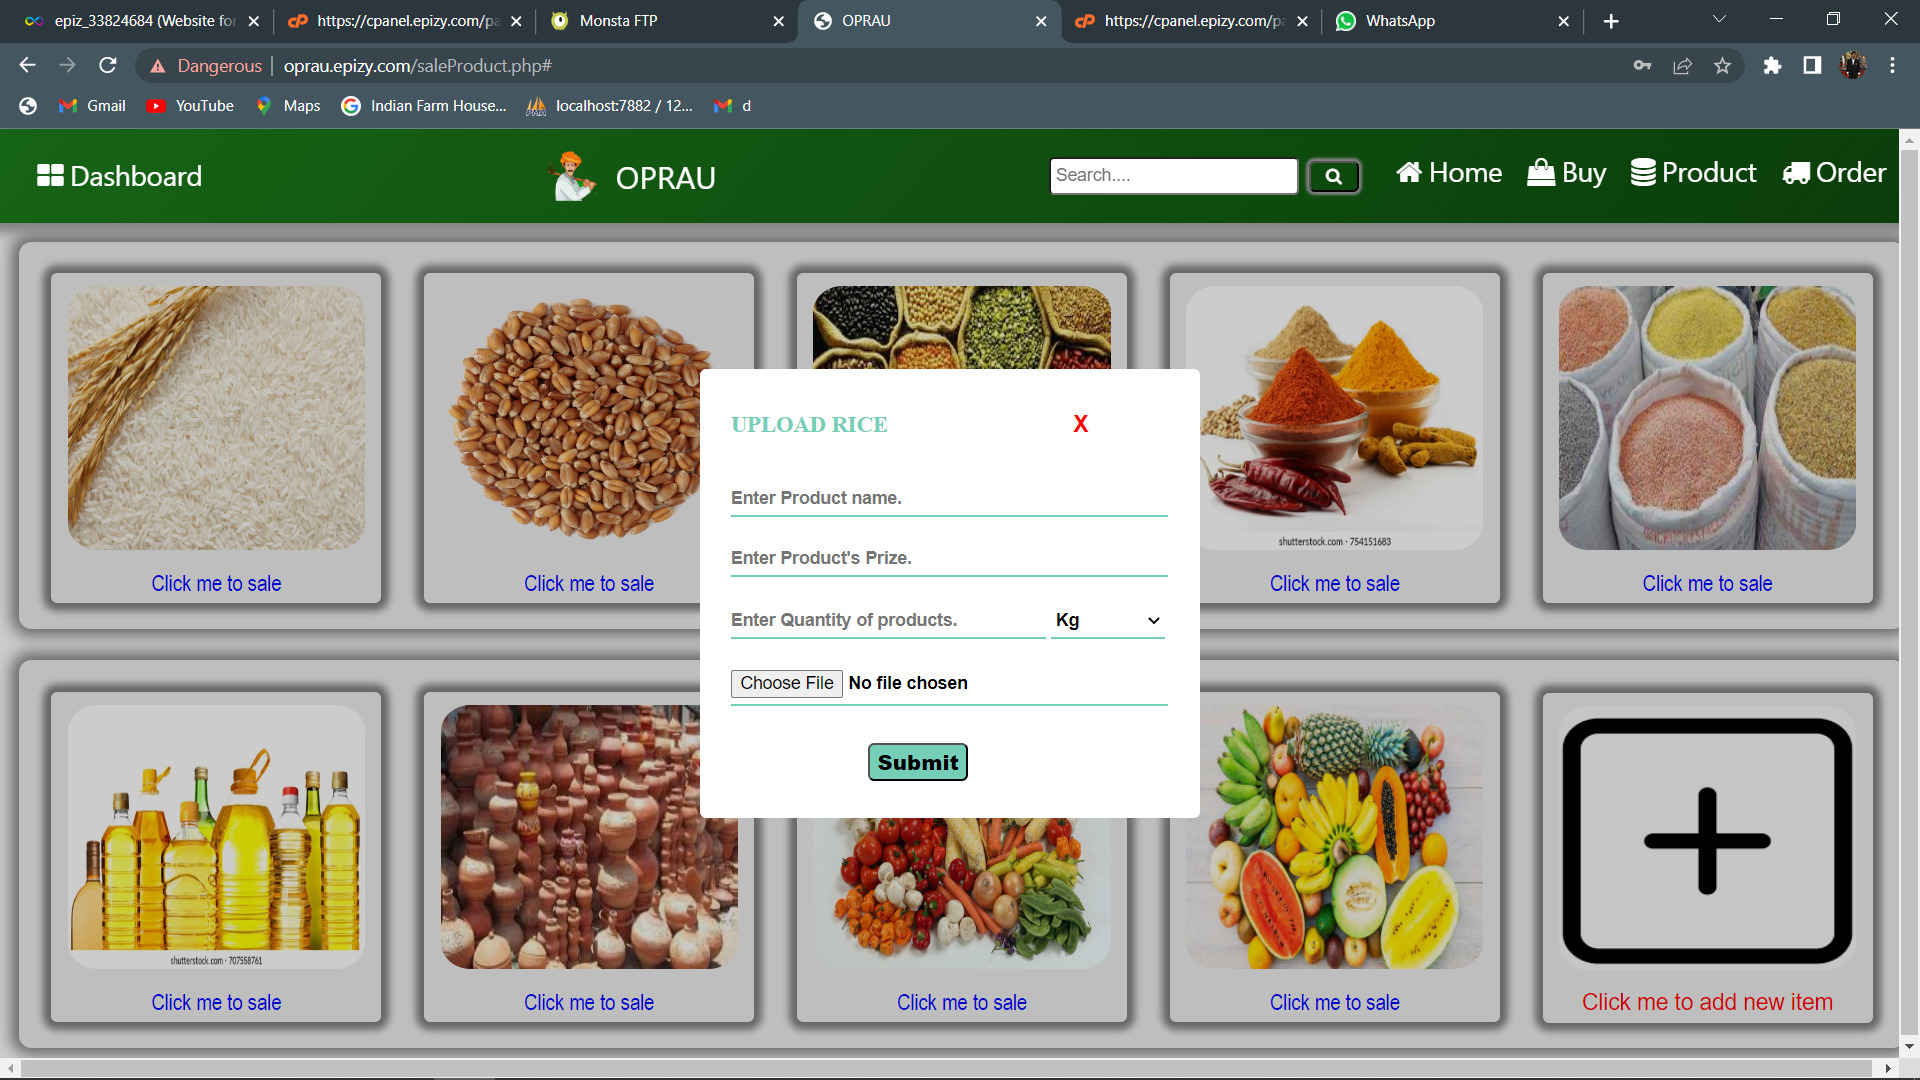 epiz_33824684 (Website for
https://cpanel.epizy.com/pa
Monsta FTP
OPRAU
https://cpanel.epizy.com/pa
WhatsApp
Dangerous
oprau.epizy.com/saleProduct.php#
Gmail
YouTube
Maps
Indian Farm House...
localhost:7882 / 12...
d
Dashboard
OPRAU
Search....
Home
Buy
Product
Order
shutterstock.com · 754151683
Click me to sale
Click me to sale
Click me to sale
Click me to sale
UPLOAD RICE
X
Enter Product name.
Enter Product's Prize.
Enter Quantity of products.
Kg
Choose File No file chosen
Submit
shutterstock.com · 707558761
Click me to sale
Click me to sale
Click me to sale
Click me to sale
Click me to add new item